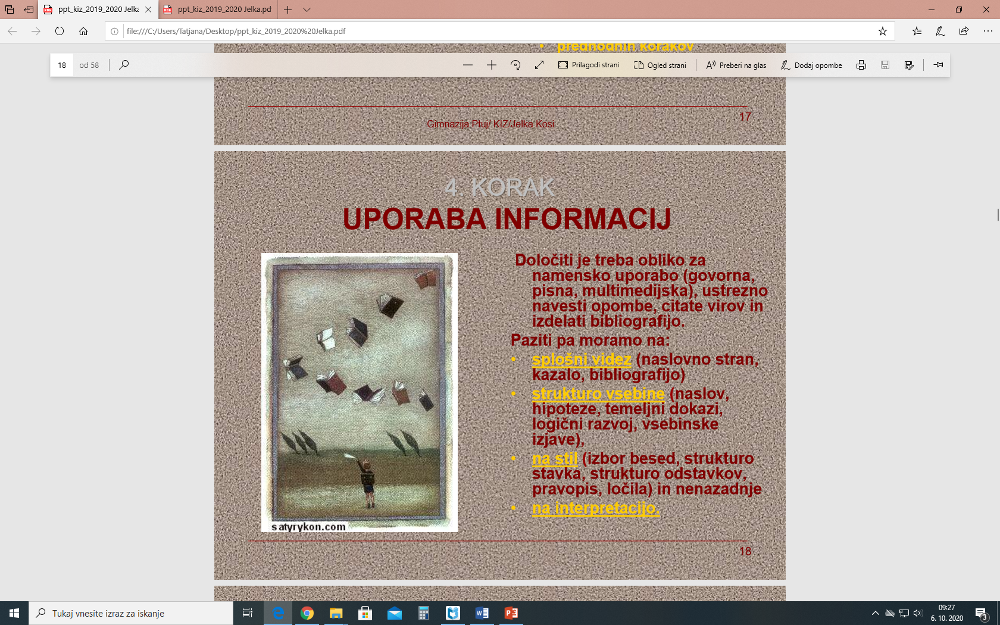 ppt_kiz_2019_2020 Jelka
ppt_kiz_2019_2020 Jelka.pdf
file:///C:/Users/Tatjana/Desktop/ppt_kiz_2019_2020%20Jelka.pdf
predhodnih korakov
18 od 58
Prilagodi strani
Ogled strani
Preberi na glas
Dodaj opombe
17
Gimnazija Ptuj/ KIZ/Jelka Kosi
4. KORAK
UPORABA INFORMACIJ
Določiti je treba obliko za
namensko uporabo (govorna,
pisna, multimedijska), ustrezno
navesti opombe, citate virov in
izdelati bibliografijo.
Paziti pa moramo na:
• splošni videz (naslovno stran,
kazalo, bibliografijo)
• strukturo vsebine (naslov,
hipoteze, temeljni dokazi,
logični razvoj, vsebinske
izjave),
• na stil (izbor besed, strukturo
stavka, strukturo odstavkov,
pravopis, ločila) in nenazadnje
• na interpretacijo.
satyrykon.com
18
Tukaj vnesite izraz za iskanje
09:27
6. 10. 2020
3